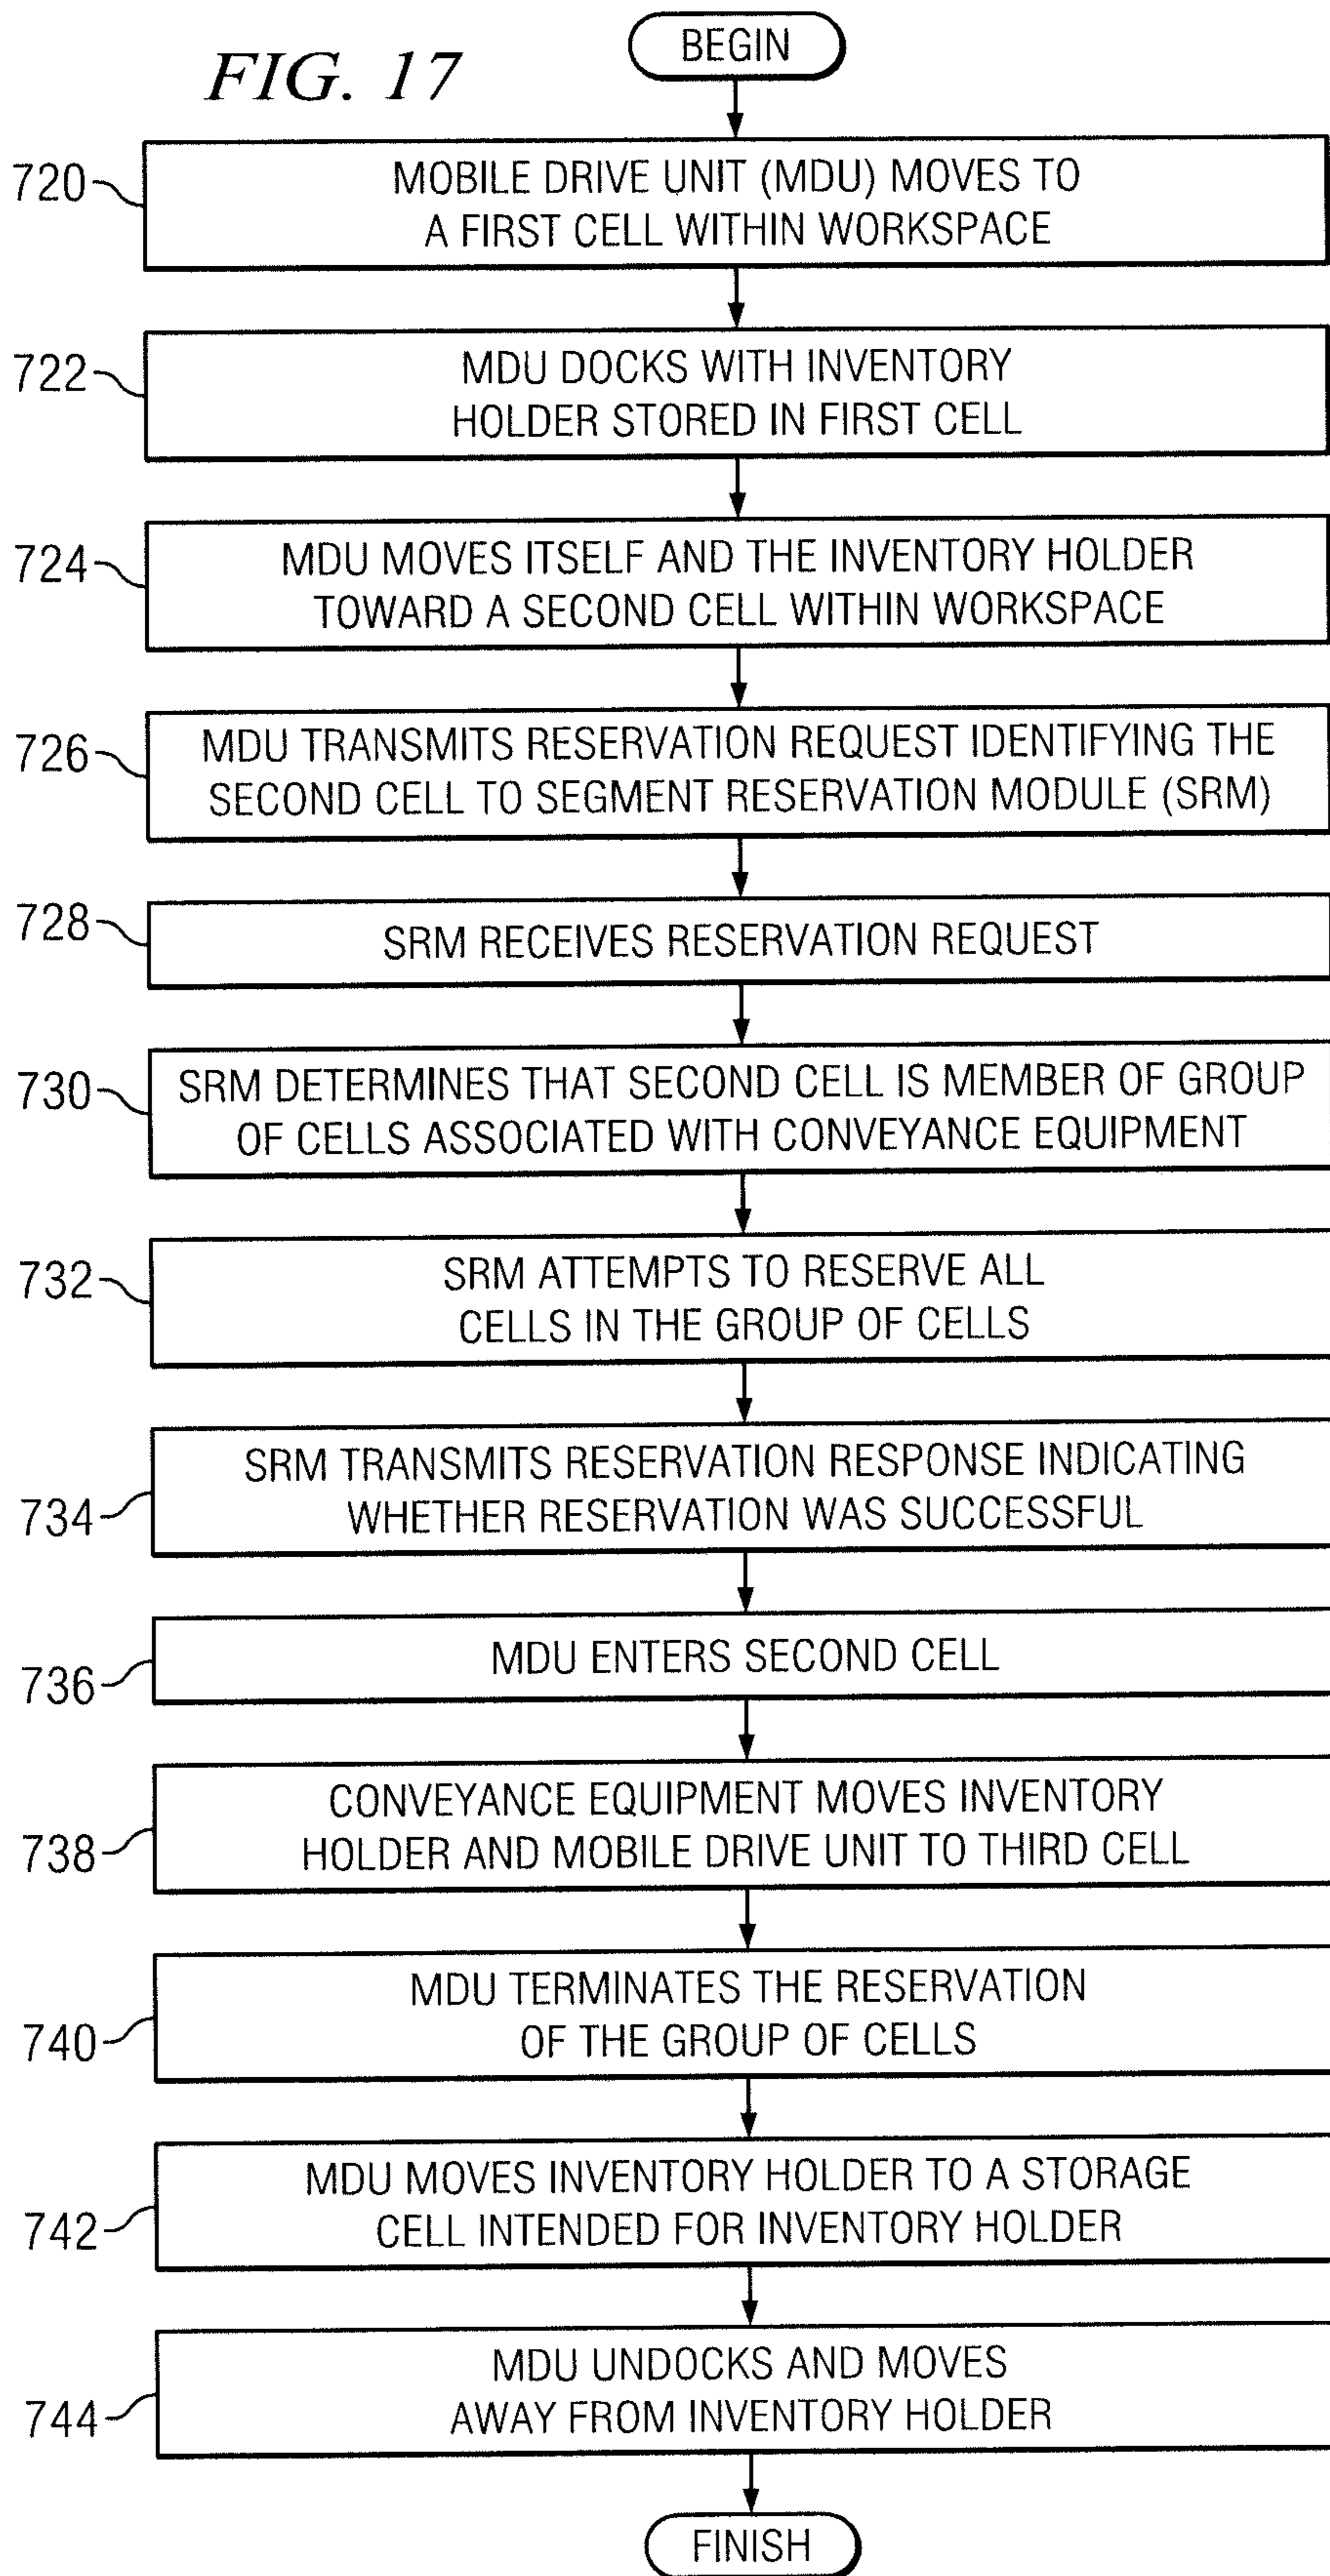 FIG. 17
BEGIN
720
MOBILE DRIVE UNIT (MDU) MOVES TO
A FIRST CELL WITHIN WORKSPACE
722
MDU DOCKS WITH INVENTORY
HOLDER STORED IN FIRST CELL
724
MDU MOVES ITSELF AND THE INVENTORY HOLDER
TOWARD A SECOND CELL WITHIN WORKSPACE
726
MDU TRANSMITS RESERVATION REQUEST IDENTIFYING THE
SECOND CELL TO SEGMENT RESERVATION MODULE (SRM)
728
SRM RECEIVES RESERVATION REQUEST
730
SRM DETERMINES THAT SECOND CELL IS MEMBER OF GROUP
OF CELLS ASSOCIATED WITH CONVEYANCE EQUIPMENT
732
SRM ATTEMPTS TO RESERVE ALL
CELLS IN THE GROUP OF CELLS
734
SRM TRANSMITS RESERVATION RESPONSE INDICATING
WHETHER RESERVATION WAS SUCCESSFUL
736
MDU ENTERS SECOND CELL
738
CONVEYANCE EQUIPMENT MOVES INVENTORY
HOLDER AND MOBILE DRIVE UNIT TO THIRD CELL
740
MDU TERMINATES THE RESERVATION
OF THE GROUP OF CELLS
742
MDU MOVES INVENTORY HOLDER TO A STORAGE
CELL INTENDED FOR INVENTORY HOLDER
744
MDU UNDOCKS AND MOVES
AWAY FROM INVENTORY HOLDER
FINISH